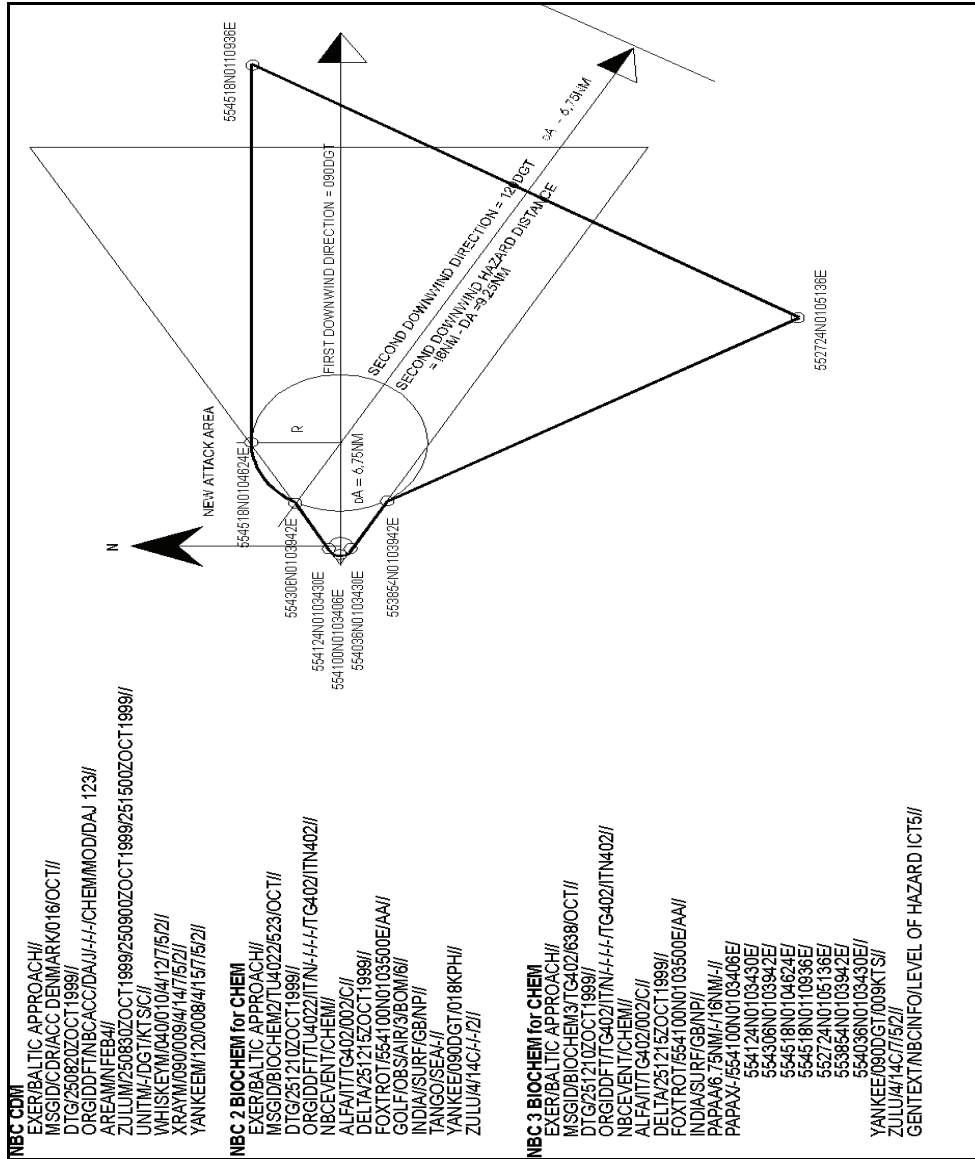 NBC CDM
EXER/BALTIC APPROACH//
MSGID/CDR/ACC DENMARK/016/OCT//
DTG/250820ZOCT1999//
ORGIDDFT/NBCACC/DAJ/-/-/-/CHEM/MOD/DAJ 123//
AREAM/NFEB4//
ZULUM/250830ZOCT1999/250900ZOCT1999/251500ZOCT1999//
UNITM/-/DGT/KTS/C//
WHISKEYM/040/010/4/12/7/5/2//
XRAYM/090/009/4/14/7/5/2//
YANKEEM/120/008/4/15/7/5/2//
NBC 2 BIOCHEM for CHEM
EXER/BALTIC APPROACH//
MSGID/BIOCHEM2/TU4022/523/OCT//
DTG/251210ZOCT1999//
ORGIDDFT/TU4022/IT/N/-/-/-/-/TG402/ITN402//
NBCEVENT/CHEM//
ALFA/IT/TG402/002/C//
DELTA/251215ZOCT1999//
FOXTROT/554100N0103500E/AA//
GOLF/OBS/AIR/3/BOM/6//
INDIA//SURF/GB/NP//
TANGO/SEA/-//
YANKEE/090DGT/018KPH//
ZULU/4/14C/-/-/2//
NBC 3 BIOCHEM for CHEM
EXER/BALTIC APPROACH//
MSGID/BIOCHEM3/TG402/638/OCT//
DTG/251210ZOCT1999//
ORGIDDFT/TG402/IT/N/-/-/-/-/TG402/ITN402//
NBCEVENT/CHEM//
ALFA/IT/TG402/002/C//
DELTA/251215ZOCT1999//
FOXTROT/554100N0103500E/AA//
INDIA/SURF/GB/NP//
PAPAA/6.75NM/-/16NM/-//
PAPAX/-/554100N0103406E/
554124N0103430E/
554306N0103942E/
554518N0104624E/
554518N0110936E/
552724N0105136E/
553854N0103942E/
554036N0103430E//
YANKEE/090DGT/009KTS//
ZULU/4/14C/7/5/2//
GENTEXT/NBCINFO/LEVEL OF HAZARD ICT5//
N
NEW ATTACK AREA
554518N0104624E
554306N0103942E
554124N0103430E
554100N0103406E
554036N0103430E
553854N0103942E
R
DA = 6,75NM
FIRST DOWNWIND DIRECTION = 090DGT
SECOND DOWNWIND DIRECTION = 120DGT
SECOND DOWNWIND HAZARD DISTANCE
= 16NM - DA = 9,25NM
DA - 6,75NM
554518N0110936E
552724N0105136E